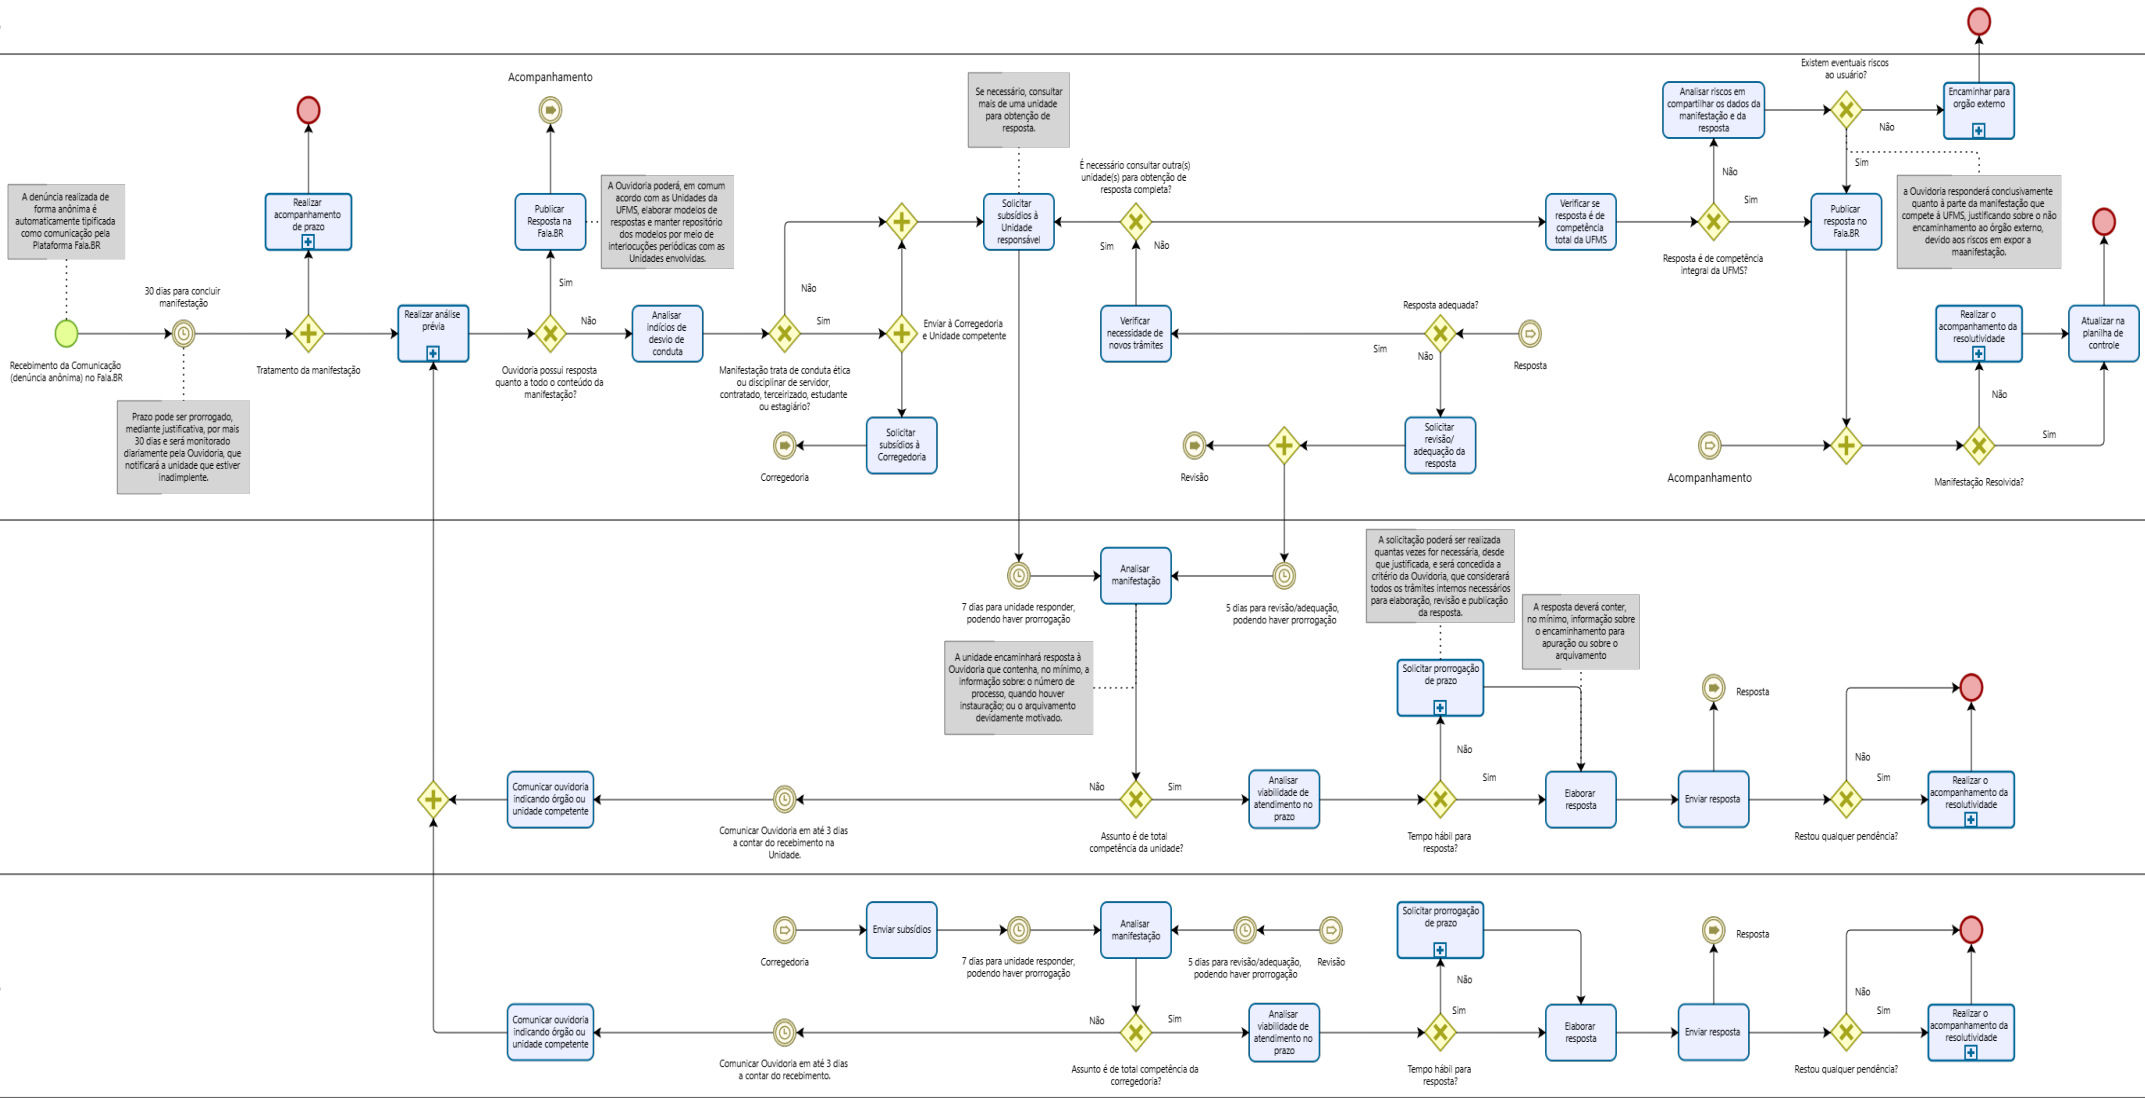 Existem eventuais riscos
ao usuário?
Acompanhamento
Se necessário, consultar
mais de uma unidade
para obtenção de
resposta.
Analisar riscos em
compartilhar os dados da
manifestação e da
resposta
Encaminhar para
orgão externo
Não
Sim
É necessário consultar outra(s)
unidade(s) para obtenção de
resposta completa?
A denúncia realizada de
forma anônima é
automaticamente tipificada
como comunicação pela
Plataforma Fala.BR
Realizar
acompanhamento
de prazo
Publicar
Resposta na
Fala.BR
A Ouvidoria poderá, em comum
acordo com as Unidades da
UFMS, elaborar modelos de
respostas e manter repositório
dos modelos por meio de
interlocuções periódicas com as
Unidades envolvidas.
Solicitar
subsídios à
Unidade
responsável
Sim
Não
Verificar se
resposta é de
competência
total da UFMS
Não
Sim
Resposta é de competência
integral da UFMS?
Publicar
resposta no
Fala.BR
a Ouvidoria responderá conclusivamente
quanto à parte da manifestação que
compete à UFMS, justificando sobre o não
encaminhamento ao órgão externo,
devido aos riscos em expor a
maanifestação.
30 dias para concluir
manifestação
Sim
Não
Recebimento da Comunicação
(denúncia anônima) no Fala.BR
Tratamento da manifestação
Realizar análise
prévia
Não
Ouvidoria possui resposta
quanto a todo o conteúdo da
manifestação?
Analisar
indícios de
desvio de
conduta
Sim
Manifestação trata de conduta ética
ou disciplinar de servidor,
contratado, terceirizado, estudante
ou estagiário?
Enviar à Corregedoria
e Unidade competente
Verificar
necessidade de
novos trâmites
Resposta adequada?
Sim
Não
Resposta
Realizar o
acompanhamento da
resolutividade
Atualizar na
planilha de
controle
Prazo pode ser prorrogado,
mediante justificativa, por mais
30 dias e será monitorado
diariamente pela Ouvidoria, que
notificará a unidade que estiver
inadimplente.
Corregedoria
Solicitar
subsídios à
Corregedoria
Revisão
Solicitar
revisão/
adequação da
resposta
Acompanhamento
Não
Sim
Manifestação Resolvida?
7 dias para unidade responder,
podendo haver prorrogação
Analisar
manifestação
5 dias para revisão/adequação,
podendo haver prorrogação
A solicitação poderá ser realizada
quantas vezes for necessária, desde
que justificada, e será concedida a
critério da Ouvidoria, que considerará
todos os trâmites internos necessários
para elaboração, revisão e publicação
da resposta.
A resposta deverá conter,
no mínimo, informação sobre
o encaminhamento para
apuração ou sobre o
arquivamento
A unidade encaminhará resposta à
Ouvidoria que contenha, no mínimo, a
informação sobre: o número de
processo, quando houver
instauração; ou o arquivamento
devidamente motivado.
Solicitar prorrogação
de prazo
Resposta
Comunicar ouvidoria
indicando órgão ou
unidade competente
Comunicar Ouvidoria em até 3 dias
a contar do recebimento na
Unidade.
Não
Sim
Assunto é de total
competência da unidade?
Analisar
viabilidade de
atendimento no
prazo
Não
Sim
Tempo hábil para
resposta?
Elaborar
resposta
Enviar resposta
Não
Sim
Restou qualquer pendência?
Realizar o
acompanhamento da
resolutividade
Corregedoria
Enviar subsídios
7 dias para unidade responder,
podendo haver prorrogação
Analisar
manifestação
5 dias para revisão/adequação,
podendo haver prorrogação
Revisão
Solicitar prorrogação
de prazo
Resposta
Comunicar ouvidoria
indicando órgão ou
unidade competente
Comunicar Ouvidoria em até 3 dias
a contar do recebimento.
Não
Sim
Assunto é de total competência da
corregedoria?
Analisar
viabilidade de
atendimento no
prazo
Não
Sim
Tempo hábil para
resposta?
Elaborar
resposta
Enviar resposta
Não
Sim
Restou qualquer pendência?
Realizar o
acompanhamento da
resolutividade